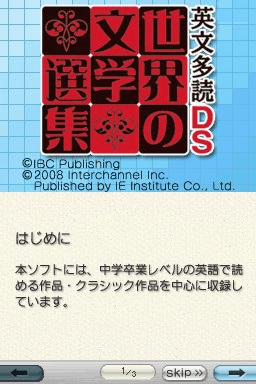 英文多読DS
世界の
文学
選集
©IBC Publishing
©2008 Interchannel Inc.
Published by IE Institute Co., Ltd.
はじめに
本ソフトには、中学卒業レベルの英語で読
める作品・クラシック作品を中心に収録し
ています。
1/3
skip